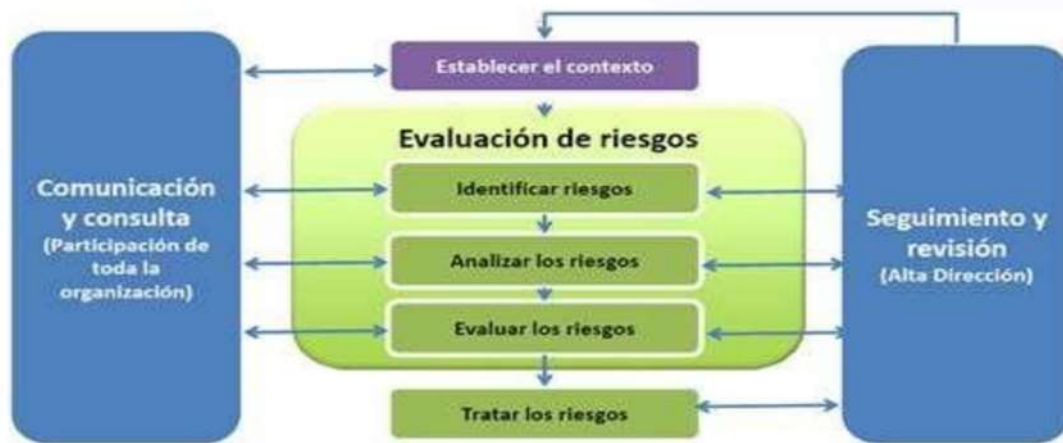 Establecer el contexto
Evaluación de riesgos
Identificar riesgos
Analizar los riesgos
Evaluar los riesgos
Tratar los riesgos
Comunicación
y consulta
(Participación de
toda la
organización)
Seguimiento y
revisión
(Alta Dirección)